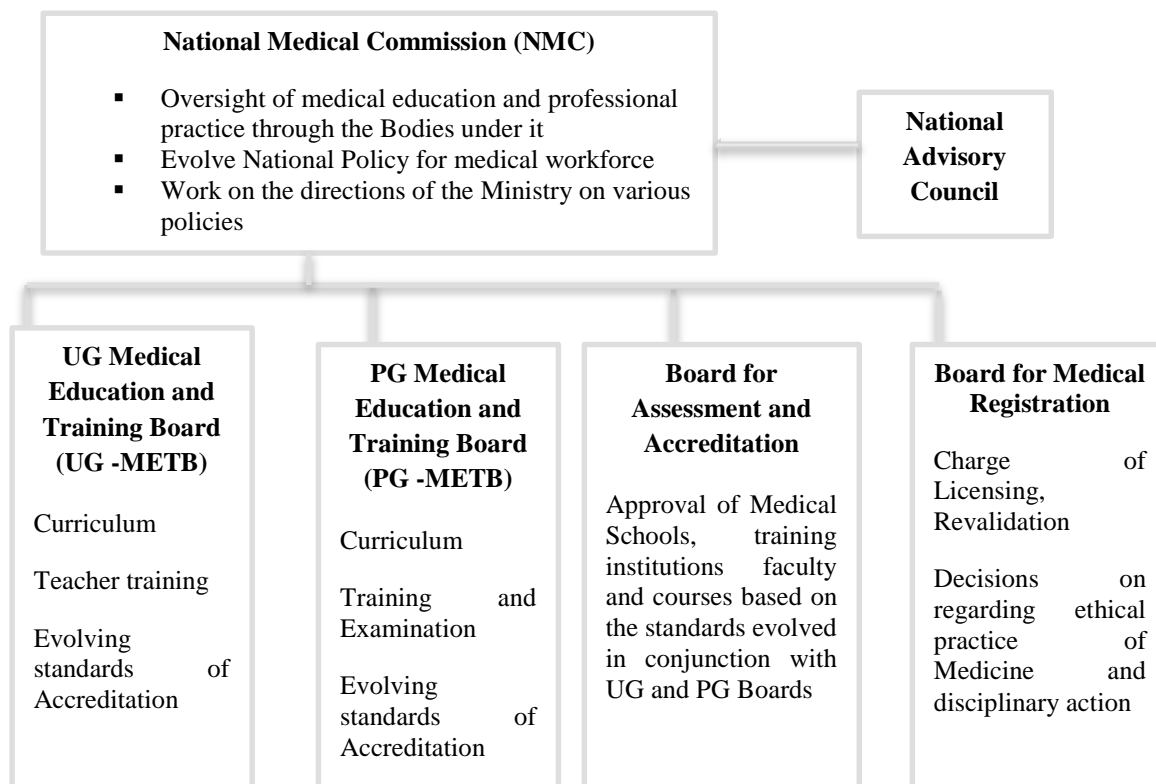 National Medical Commission (NMC)
▪ Oversight of medical education and professional
practice through the Bodies under it
▪ Evolve National Policy for medical workforce
▪ Work on the directions of the Ministry on various
policies
National
Advisory
Council
UG Medical
Education and
Training Board
(UG -METB)
Curriculum
Teacher training
Evolving
standards of
Accreditation
PG Medical
Education and
Training Board
(PG -METB)
Curriculum
Training and
Examination
Evolving
standards of
Accreditation
Board for
Assessment and
Accreditation
Approval of Medical
Schools, training
institutions faculty
and courses based on
the standards evolved
in conjunction with
UG and PG Boards
Board for Medical
Registration
Charge of
Licensing,
Revalidation
Decisions on
regarding ethical
practice of
Medicine and
disciplinary action